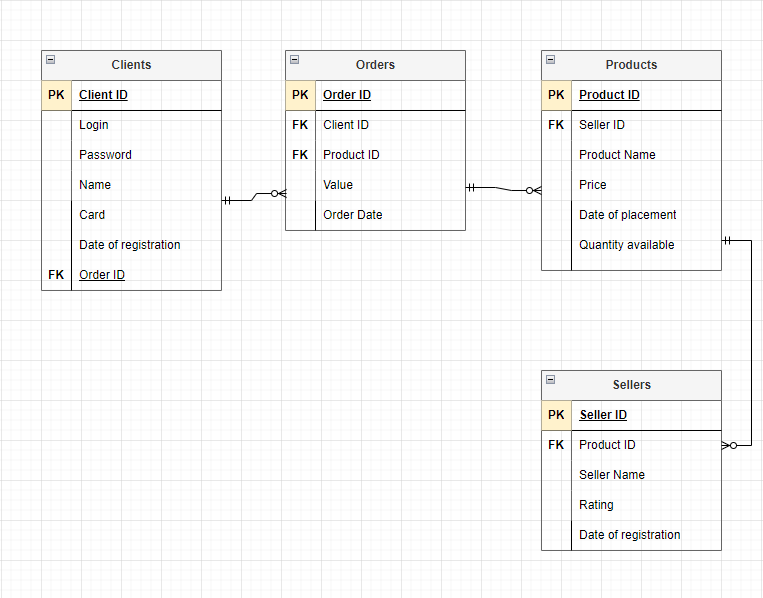 Clients
PK Client ID
Login
Password
Name
Card
Date of registration
FK Order ID
Orders
PK Order ID
FK Client ID
FK Product ID
Value
Order Date
Products
PK Product ID
FK Seller ID
Product Name
Price
Date of placement
Quantity available
Sellers
PK Seller ID
FK Product ID
Seller Name
Rating
Date of registration